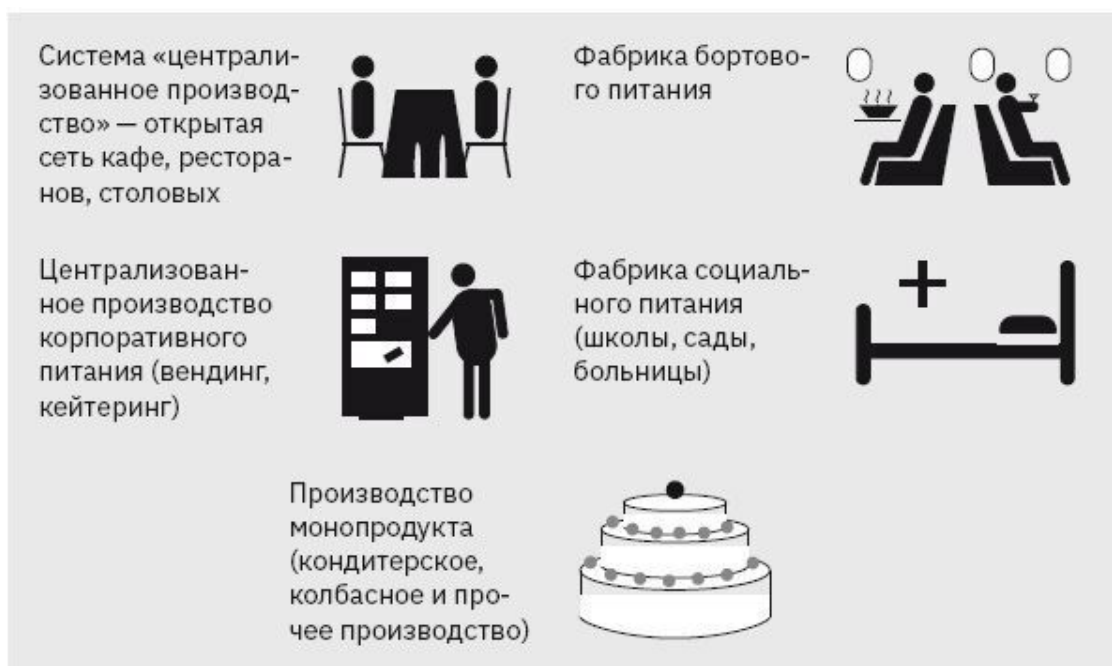 Система «централи-
зованное производ-
ство» — открытая
сеть кафе, рестора-
нов, столовых
Фабрика бортово-
го питания
Централизован-
ное производство
корпоративного
питания (вендинг,
кейтеринг)
Фабрика социаль-
ного питания
(школы, сады,
больницы)
Производство
монопродукта
(кондитерское,
колбасное и про-
чее производство)